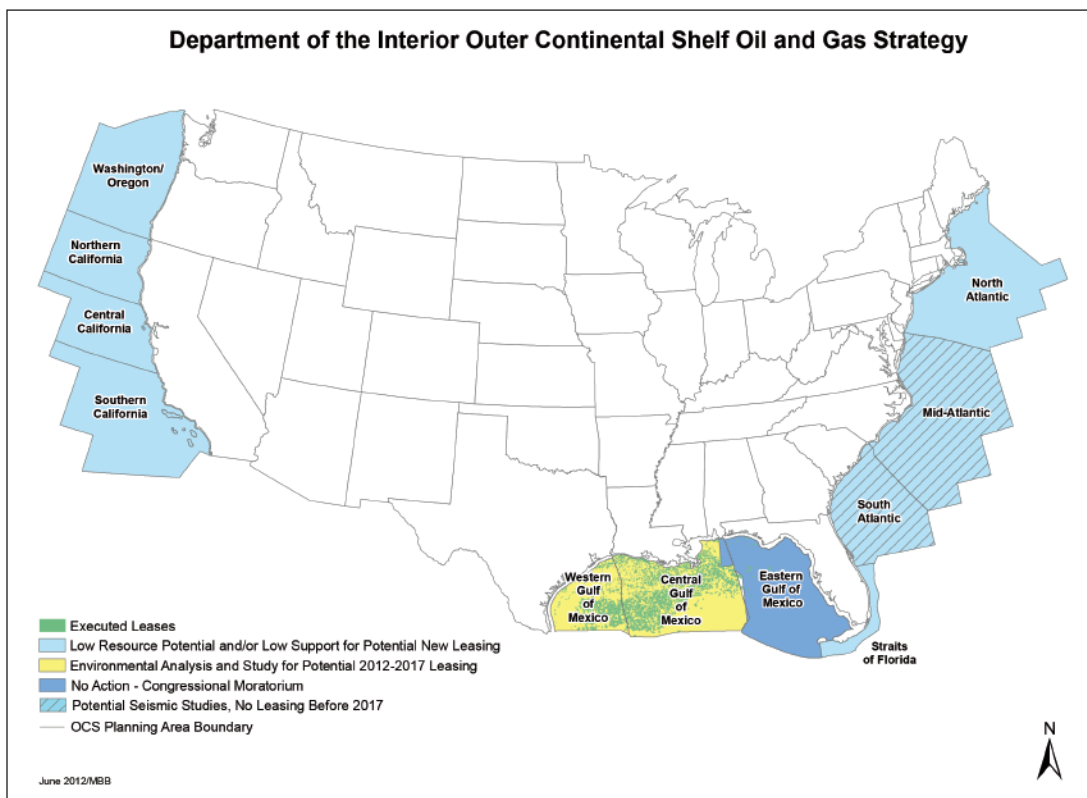 Department of the Interior Outer Continental Shelf Oil and Gas Strategy
Washington/
Oregon
Northern
California
Central
California
Southern
California
North
Atlantic
Mid-Atlantic
South
Atlantic
Western
Gulf
of
Mexico
Central
Gulf
of
Mexico
Eastern
Gulf of
Mexico
Straits
of Florida
Executed Leases
Low Resource Potential and/or Low Support for Potential New Leasing
Environmental Analysis and Study for Potential 2012-2017 Leasing
No Action - Congressional Moratorium
Potential Seismic Studies, No Leasing Before 2017
OCS Planning Area Boundary
N
June 2012/MBB